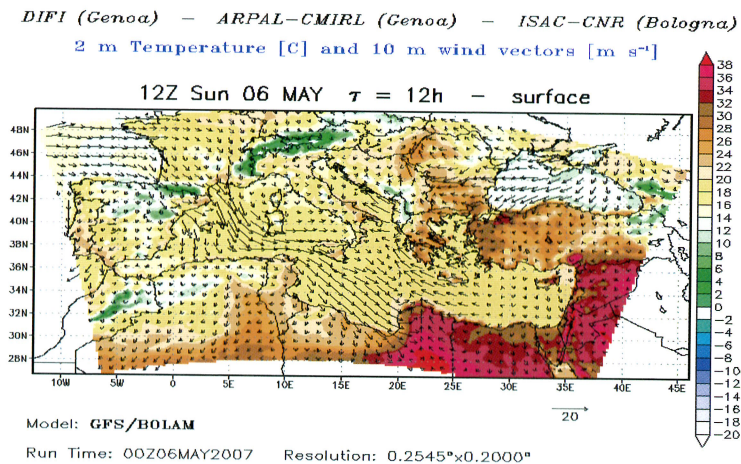 DIFI (Genoa) – ARPAL–CMIRL (Genoa) – ISAC–CNR (Bologna)
2 m Temperature [C] and 10 m wind vectors [m s⁻¹]
12Z Sun 06 MAY τ = 12h – surface
48N
46N
44N
42N
40N
38N
36N
34N
32N
30N
28N
10W 5W 0 5E 10E 15E 20E 25E 30E 35E 40E 45E
38
36
34
32
30
28
26
24
22
20
18
16
14
12
10
8
6
4
2
0
−2
−4
−6
−8
−10
−12
−14
−16
−18
−20
20
Model: GFS/BOLAM
Run Time: 00Z06MAY2007 Resolution: 0.2545°x0.2000°